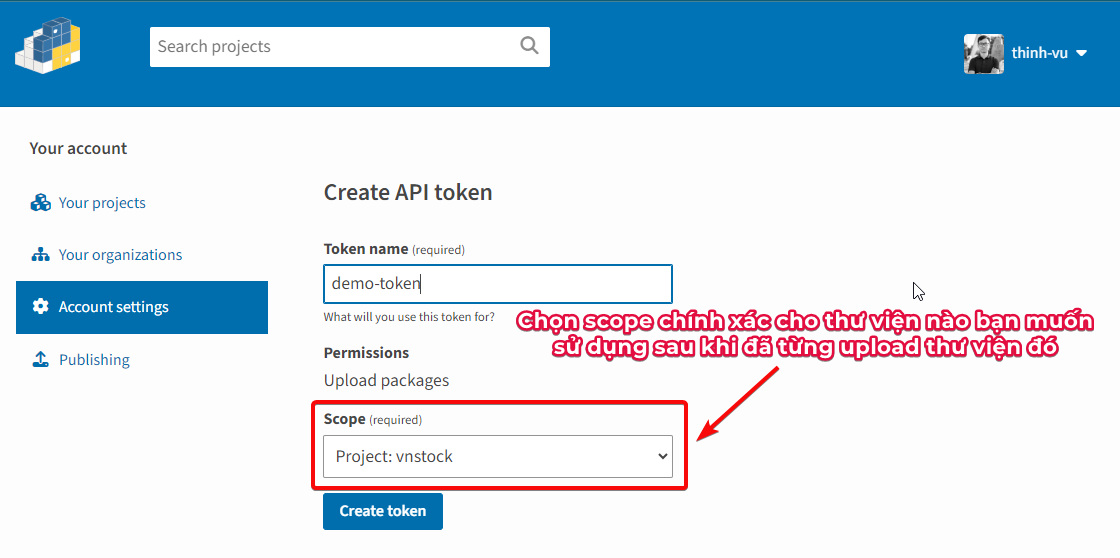 Search projects
thinh-vu
Your account
Your projects
Your organizations
Account settings
Publishing
Create API token
Token name (required)
demo-token
What will you use this token for?
Chọn scope chính xác cho thư viện nào bạn muốn
sử dụng sau khi đã từng upload thư viện đó
Permissions
Upload packages
Scope (required)
Project: vnstock
Create token